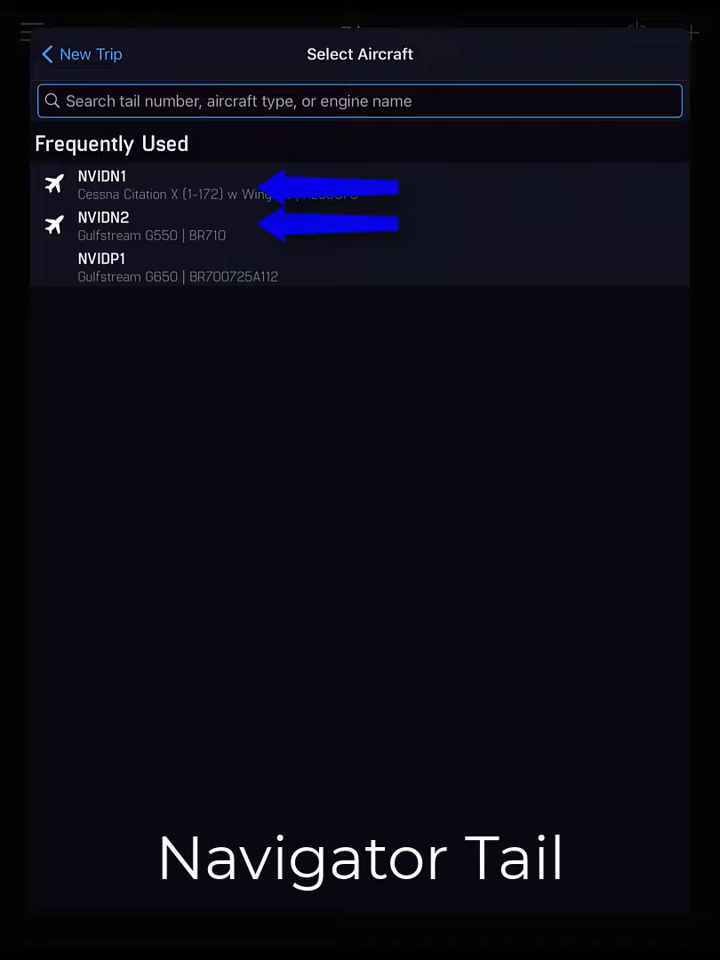 New Trip
Select Aircraft
Search tail number, aircraft type, or engine name
Frequently Used
NVIDN1
Cessna Citation X (1-172) w
NVIDN2
Gulfstream G550 | BR710
NVIDP1
Gulfstream G650 | BR700725A112
Navigator Tail